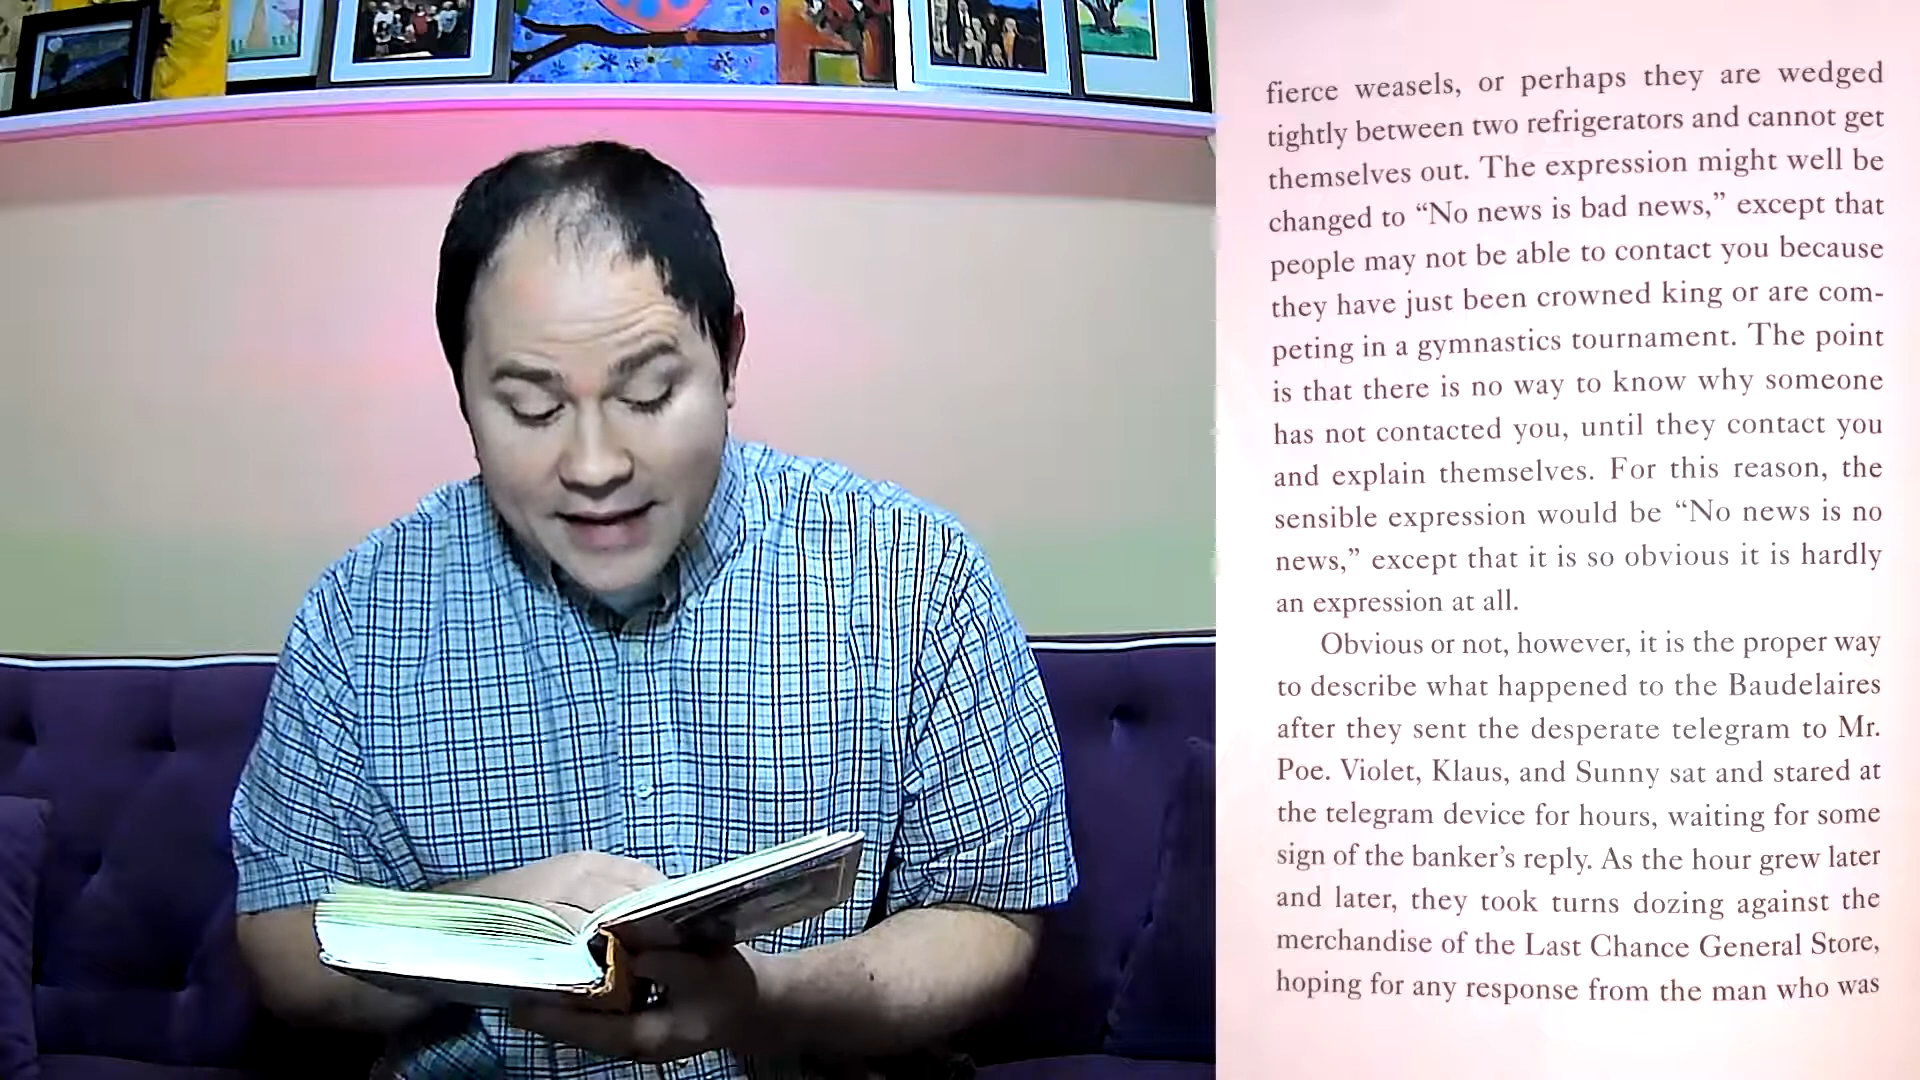 fierce weasels, or perhaps they are wedged
tightly between two refrigerators and cannot get
themselves out. The expression might well be
changed to “No news is bad news,” except that
people may not be able to contact you because
they have just been crowned king or are com-
peting in a gymnastics tournament. The point
is that there is no way to know why someone
has not contacted you, until they contact you
and explain themselves. For this reason, the
sensible expression would be “No news is no
news,” except that it is so obvious it is hardly
an expression at all.
Obvious or not, however, it is the proper way
to describe what happened to the Baudelaires
after they sent the desperate telegram to Mr.
Poe. Violet, Klaus, and Sunny sat and stared at
the telegram device for hours, waiting for some
sign of the banker’s reply. As the hour grew later
and later, they took turns dozing against the
merchandise of the Last Chance General Store,
hoping for any response from the man who was